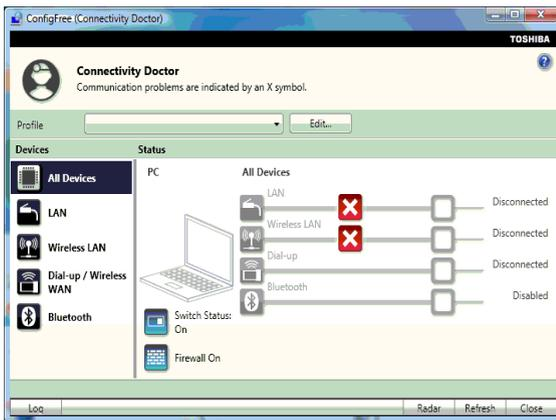 ConfigFree (Connectivity Doctor)
TOSHIBA
Connectivity Doctor
Communication problems are indicated by an X symbol.
Profile
Edit...
Devices
Status
All Devices
LAN
Wireless LAN
Dial-up / Wireless
WAN
Bluetooth
PC
Switch Status:
On
Firewall On
All Devices
LAN
Disconnected
Wireless LAN
Disconnected
Dial-up
Disconnected
Bluetooth
Disabled
Log
Radar
Refresh
Close